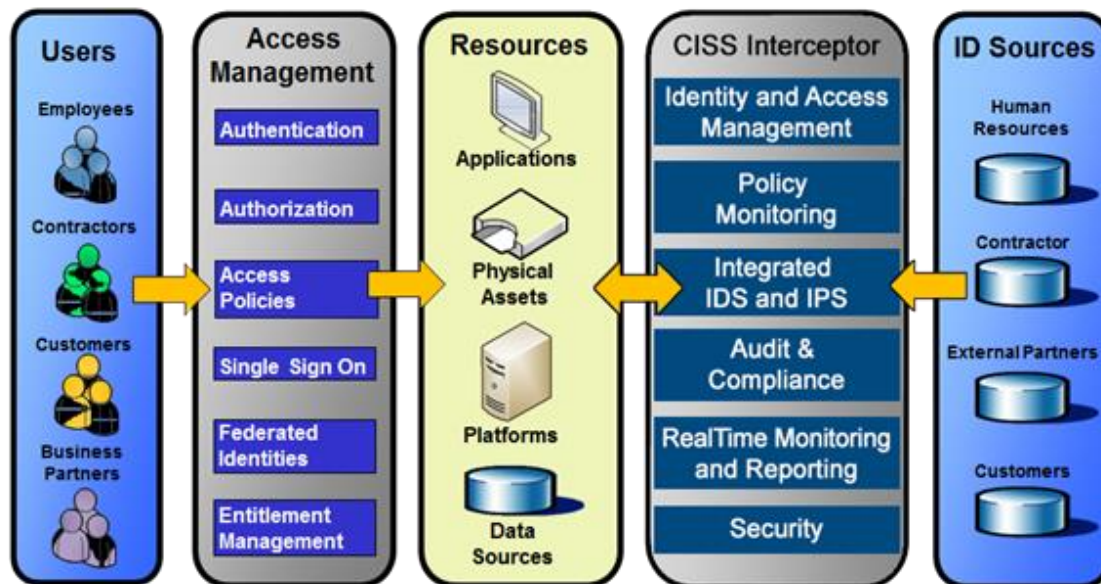 Users
Employees
Contractors
Customers
Business
Partners
Access
Management
Authentication
Authorization
Access
Policies
Single Sign On
Federated
Identities
Entitlement
Management
Resources
Applications
Physical
Assets
Platforms
Data
Sources
CISS Interceptor
Identity and Access
Management
Policy
Monitoring
Integrated
IDS and IPS
Audit &
Compliance
RealTime Monitoring
and Reporting
Security
ID Sources
Human
Resources
Contractor
External Partners
Customers